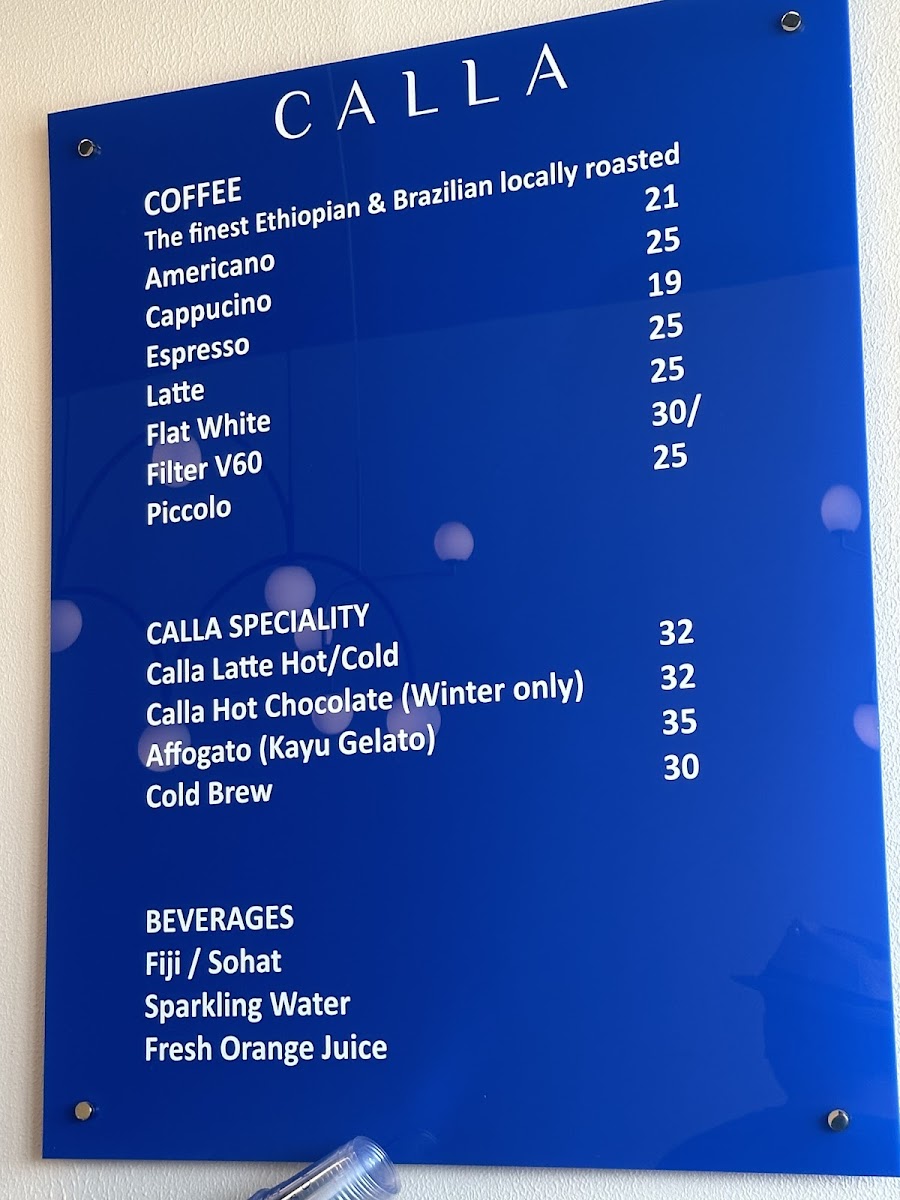 CALLA
COFFEE
The finest Ethiopian & Brazilian locally roasted
Americano 21
Cappucino 25
Espresso 19
Latte 25
Flat White 25
Filter V60 30/
Piccolo 25
CALLA SPECIALITY
Calla Latte Hot/Cold 32
Calla Hot Chocolate (Winter only) 32
Affogato (Kayu Gelato) 35
Cold Brew 30
BEVERAGES
Fiji / Sohat
Sparkling Water
Fresh Orange Juice